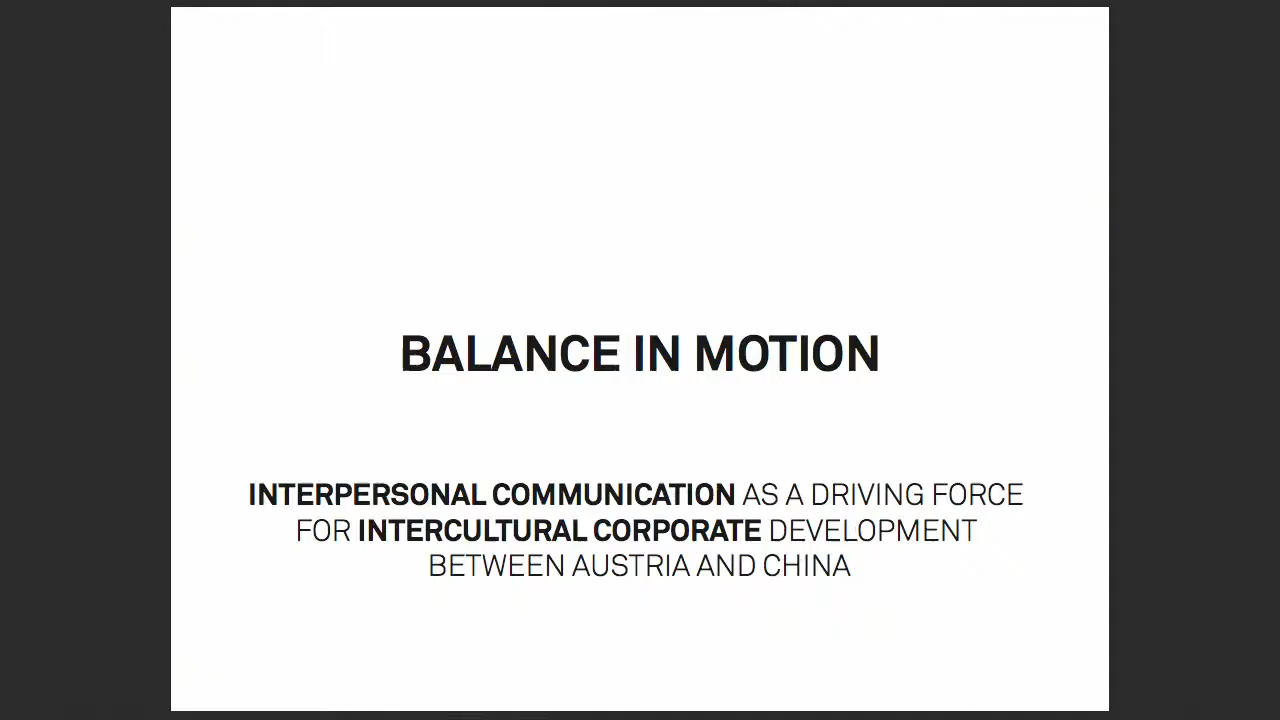 BALANCE IN MOTION
INTERPERSONAL COMMUNICATION AS A DRIVING FORCE
FOR INTERCULTURAL CORPORATE DEVELOPMENT
BETWEEN AUSTRIA AND CHINA